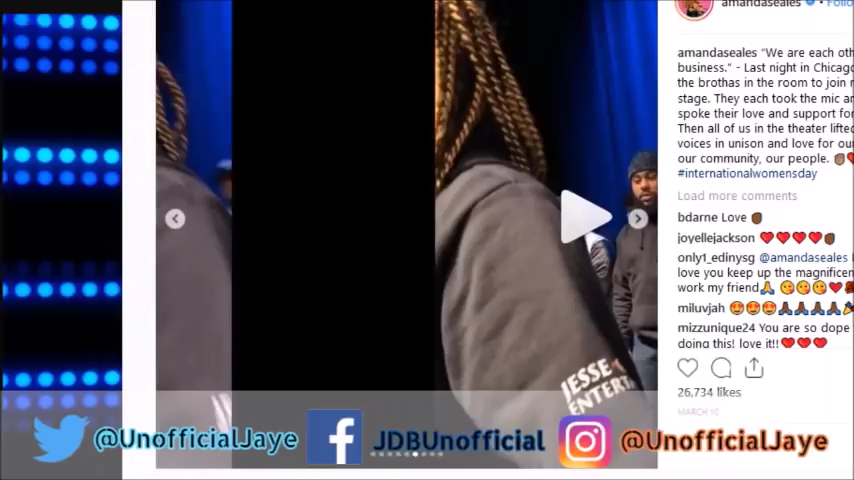 amandaseales • Follo
amandaseales "We are each oth
business." - Last night in Chicago
the brothas in the room to join m
stage. They each took the mic an
spoke their love and support for
Then all of us in the theater lifted
voices in unison and love for our
our community, our people.
#internationalwomensday
Load more comments
bdarne Love
joyellejackson
only1_edinysg @amandaseales I
love you keep up the magnificen
work my friend
miluvjah
mizzunique24 You are so dope
doing this! love it!!
26,734 likes
MARCH 10
JESSE
ENTERT
@UnofficialJaye
JDBUnofficial
@UnofficialJaye